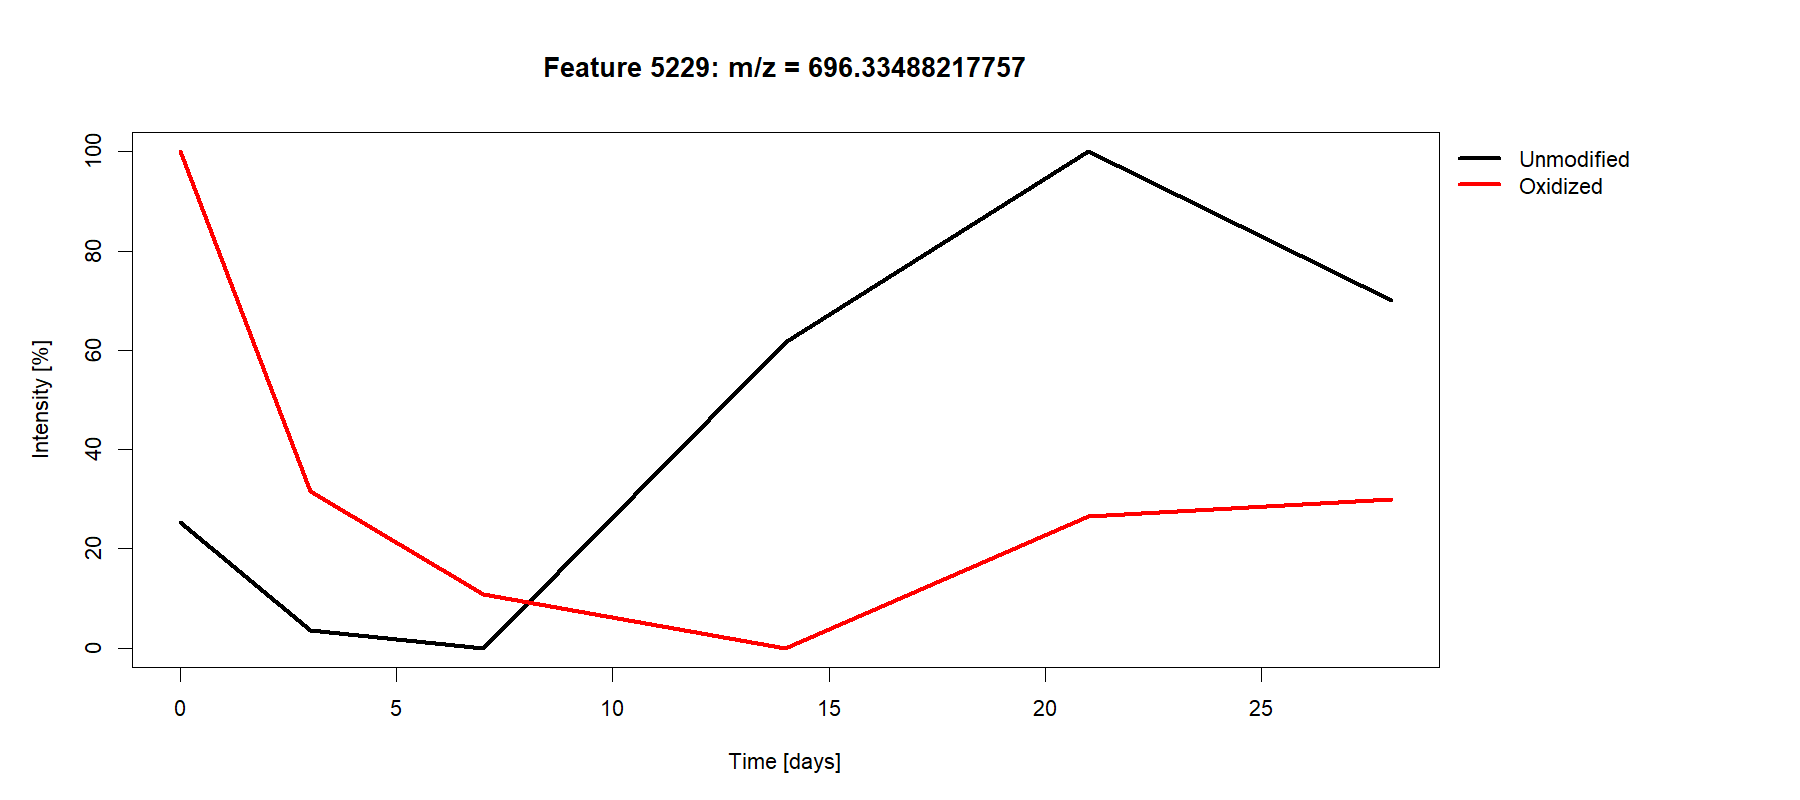 Feature 5229: m/z = 696.33488217757
Unmodified
Oxidized
Intensity [%]
100
80
60
40
20
0
0 5 10 15 20 25
Time [days]